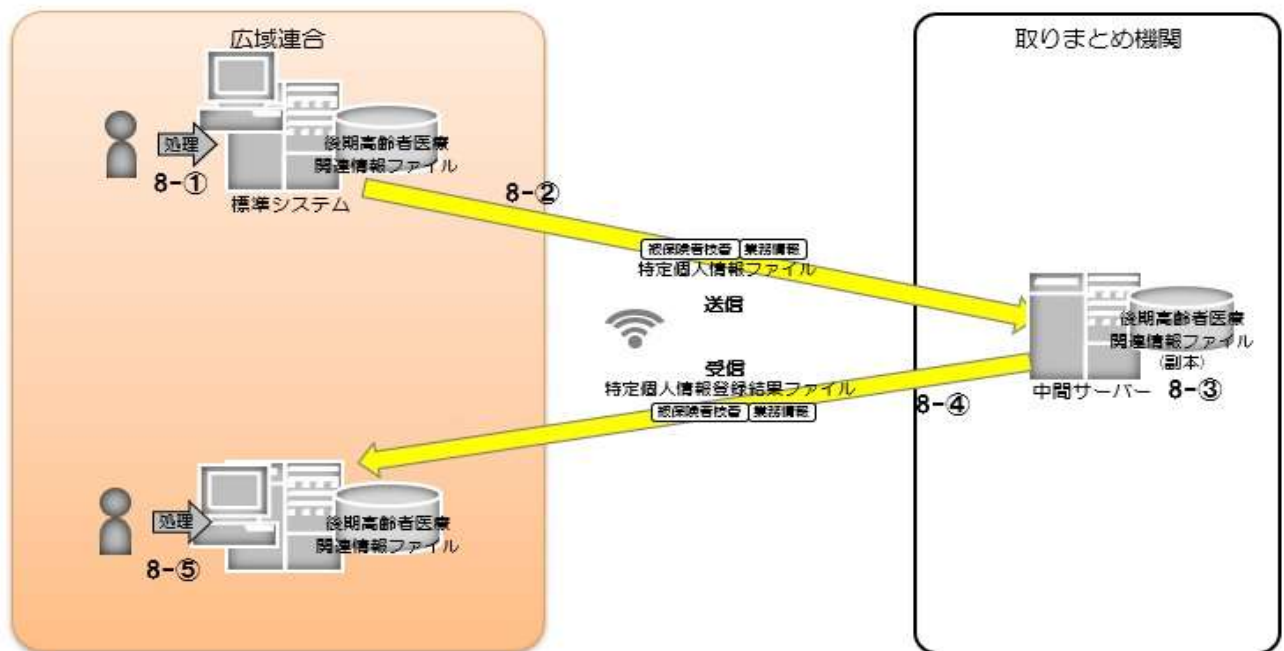 広域連合
取りまとめ機関
処理
8-①
後期高齢者医療
関連情報ファイル
標準システム
8-②
被保険者枝番 業務情報
特定個人情報ファイル
送信
受信
特定個人情報登録結果ファイル
被保険者枝番 業務情報
8-④
後期高齢者医療
関連情報ファイル
(副本)
中間サーバー 8-③
処理
8-⑤
後期高齢者医療
関連情報ファイル